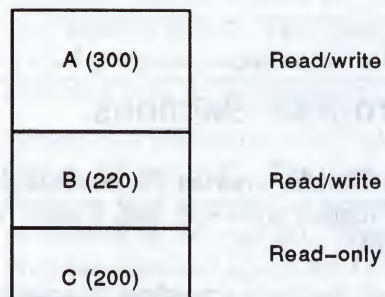 A (300) Read/write
B (220) Read/write
Read-only
C (200)